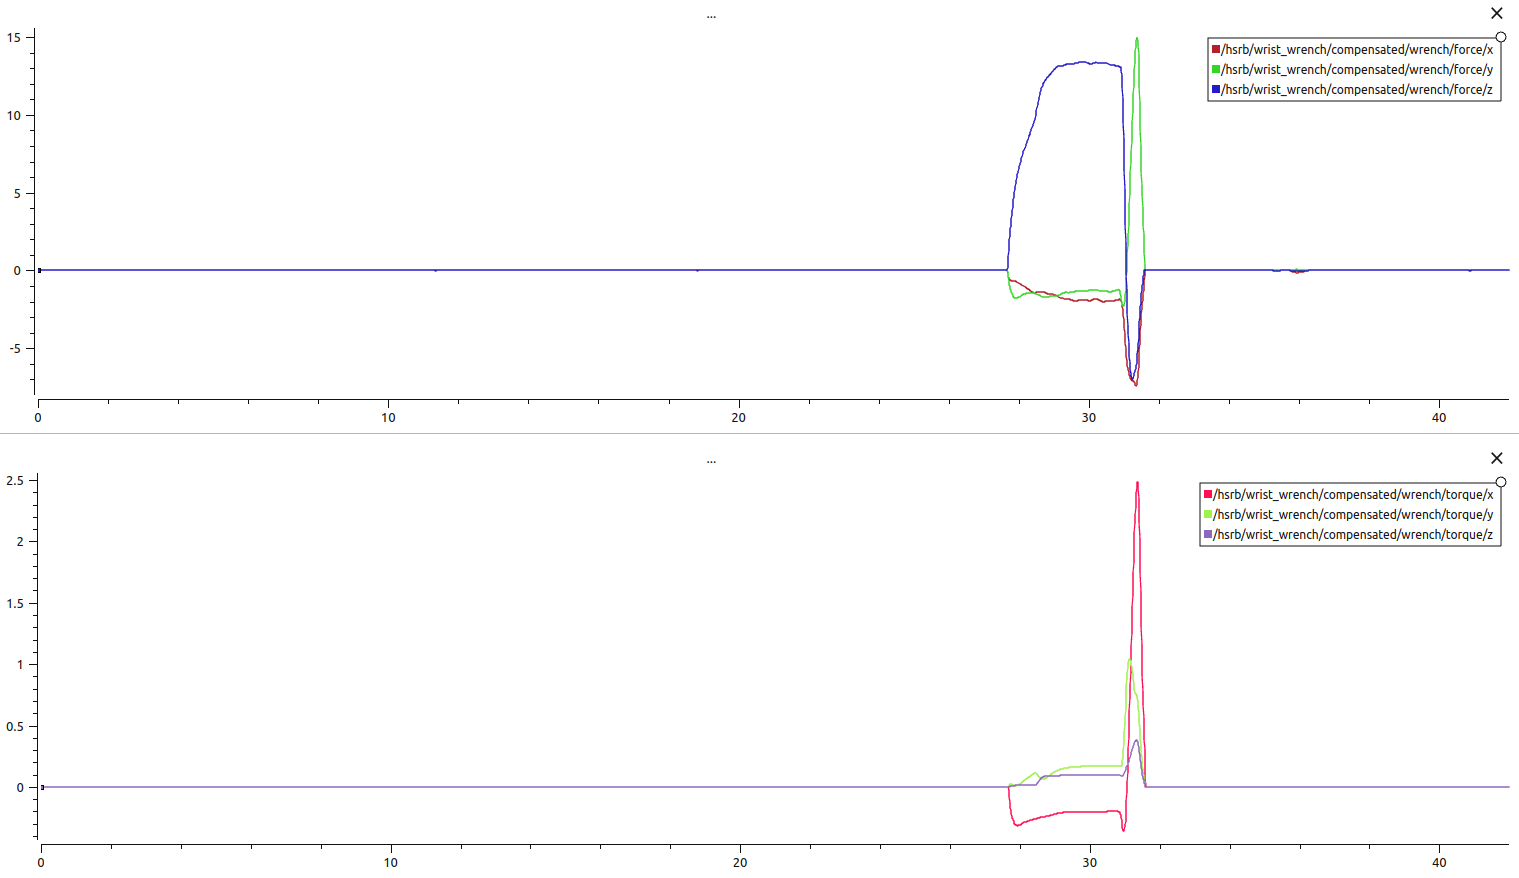 ...
15
/hsrb/wrist_wrench/compensated/wrench/force/x
/hsrb/wrist_wrench/compensated/wrench/force/y
/hsrb/wrist_wrench/compensated/wrench/force/z
10
5
0
-5
0 10 20 30 40
...
2.5
/hsrb/wrist_wrench/compensated/wrench/torque/x
/hsrb/wrist_wrench/compensated/wrench/torque/y
/hsrb/wrist_wrench/compensated/wrench/torque/z
2
1.5
1
0.5
0
0 10 20 30 40